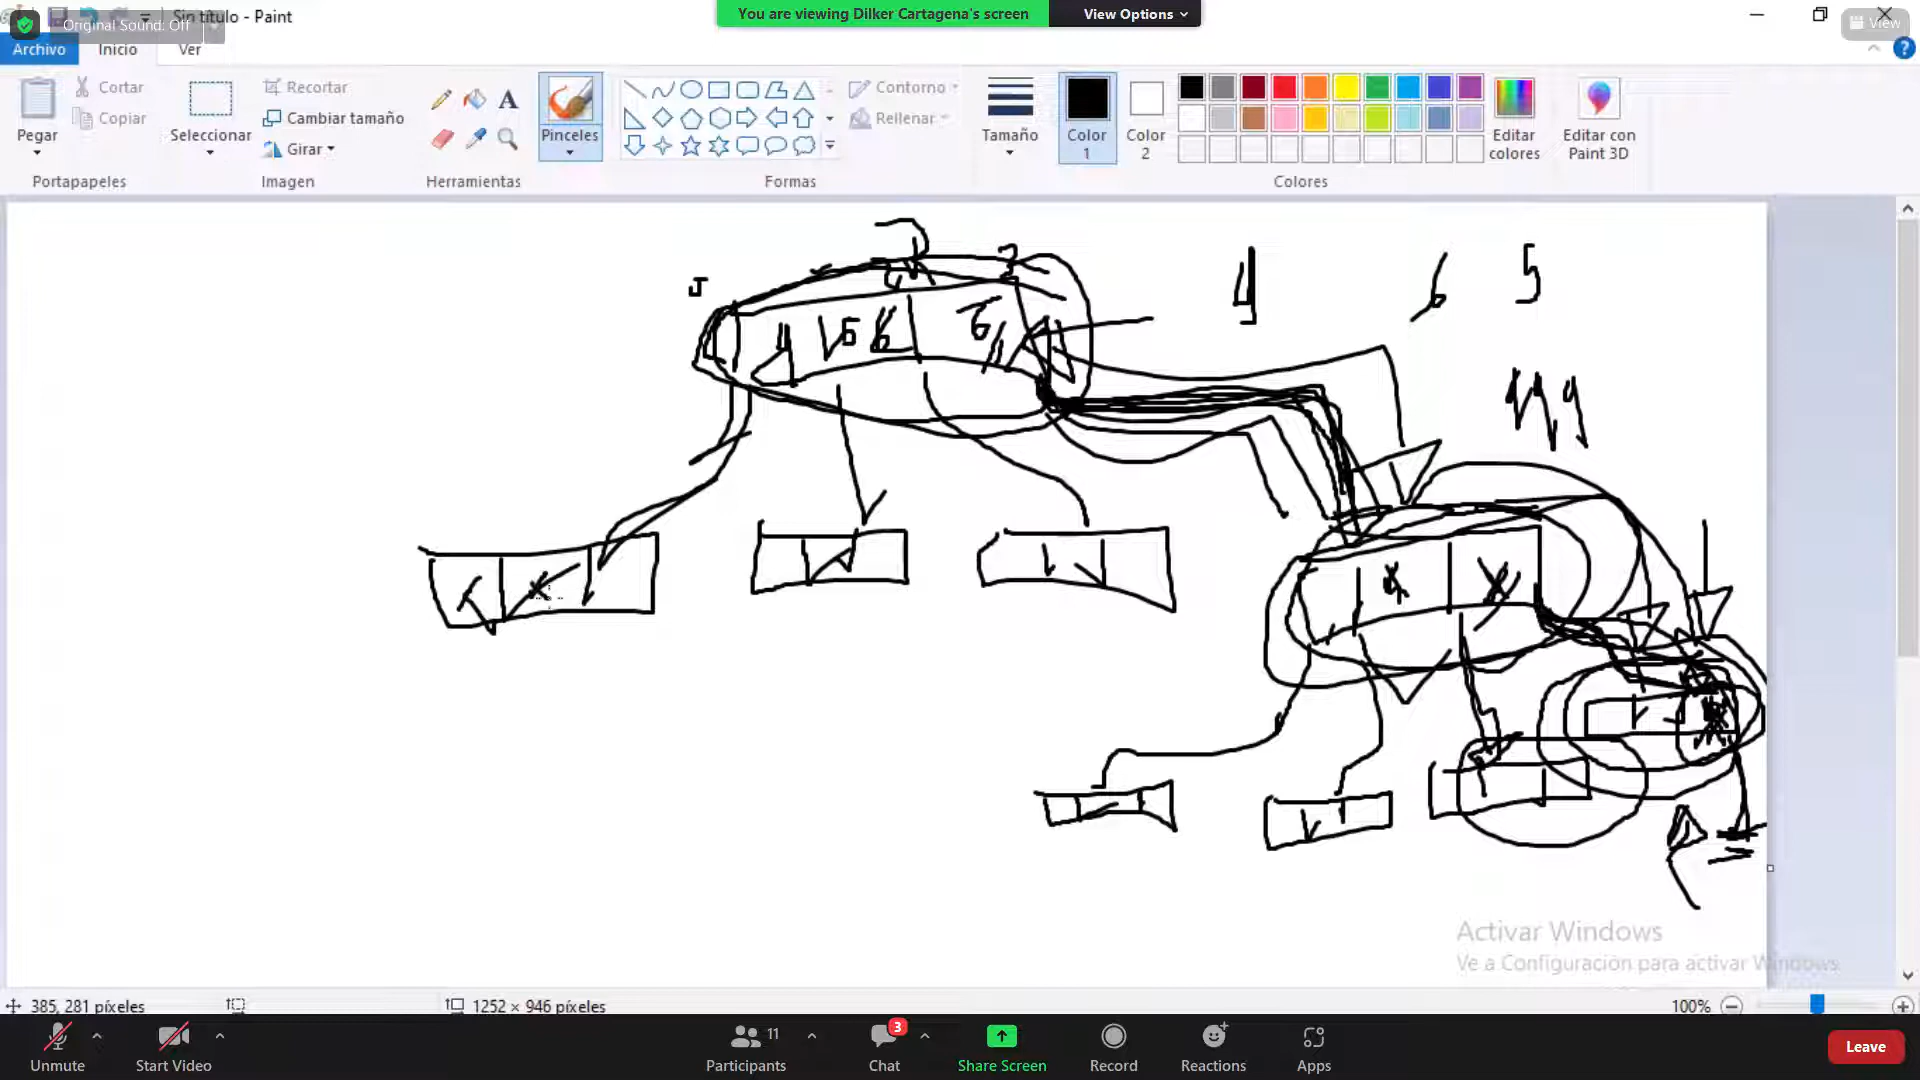 Original Sound: Off
Sin título - Paint
You are viewing Dilker Cartagena's screen
View Options
View
Archivo
Inicio
Ver
Pegar
Cortar
Copiar
Portapapeles
Seleccionar
Recortar
Cambiar tamaño
Girar
Imagen
Herramientas
Pinceles
Formas
Contorno
Rellenar
Tamaño
Color 1
Color 2
Editar colores
Editar con Paint 3D
Colores
6 5
Activar Windows
Ve a Configuración para activar Windows
385, 281 píxeles
1252 × 946 píxeles
100%
Unmute
Start Video
11
Participants
3
Chat
Share Screen
Record
Reactions
Apps
Leave